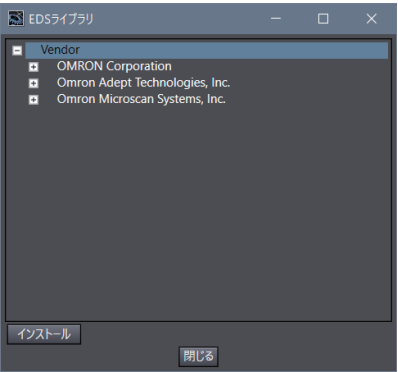 EDSライブラリ
Vendor
OMRON Corporation
Omron Adept Technologies, Inc.
Omron Microscan Systems, Inc.
インストール
閉じる